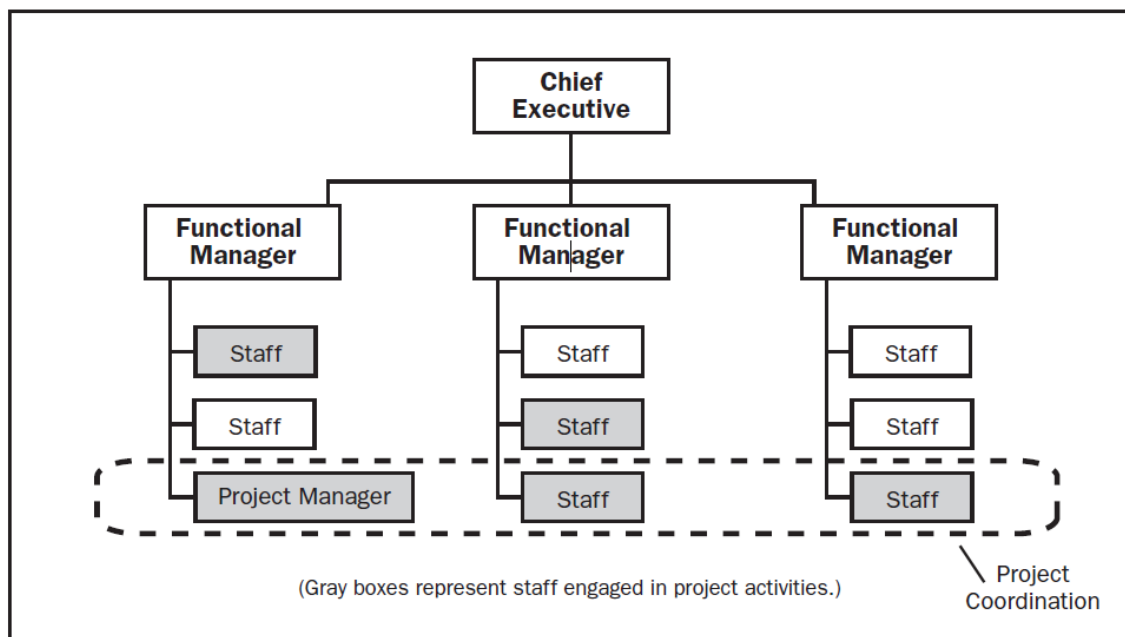 Chief
Executive
Functional
Manager
Functional
Manager
Functional
Manager
Staff
Staff
Staff
Staff
Staff
Staff
Project Manager
Staff
Staff
(Gray boxes represent staff engaged in project activities.)
Project
Coordination